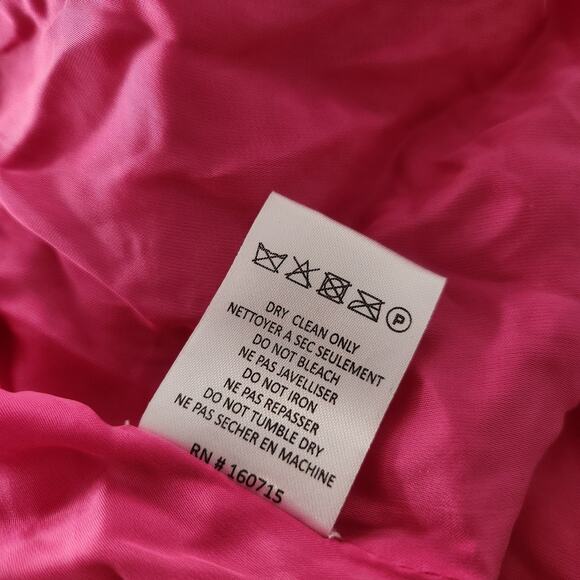 P
DRY CLEAN ONLY
NETTOYER A SEC SEULEMENT
DO NOT BLEACH
NE PAS JAVELLISER
DO NOT IRON
NE PAS REPASSER
DO NOT TUMBLE DRY
NE PAS SECHER EN MACHINE
RN # 160715